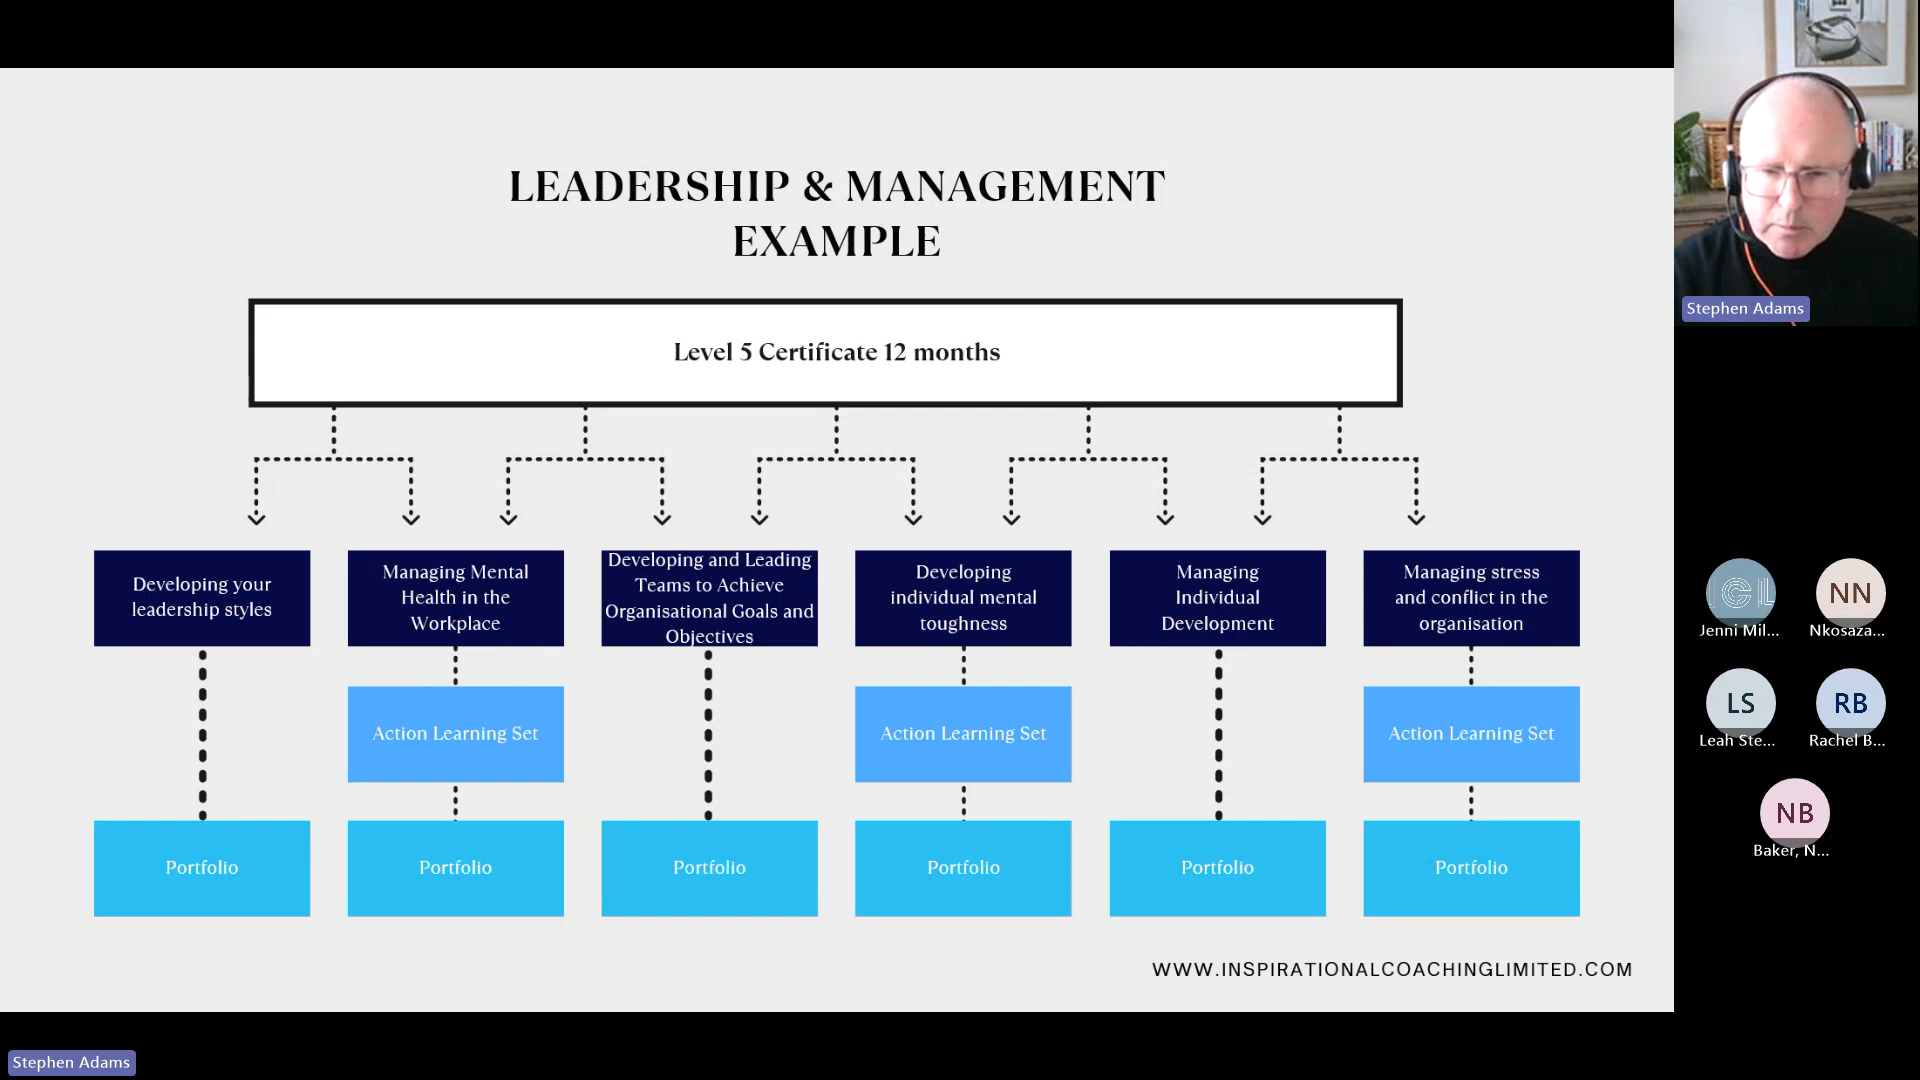 LEADERSHIP & MANAGEMENT
EXAMPLE
Level 5 Certificate 12 months
Developing your
leadership styles
Managing Mental
Health in the
Workplace
Developing and Leading
Teams to Achieve
Organisational Goals and
Objectives
Developing
individual mental
toughness
Managing
Individual
Development
Managing stress
and conflict in the
organisation
Action Learning Set
Action Learning Set
Action Learning Set
Portfolio
Portfolio
Portfolio
Portfolio
Portfolio
Portfolio
WWW.INSPIRATIONALCOACHINGLIMITED.COM
Stephen Adams
Stephen Adams
ICL
Jenni Mil...
NN
Nkosaza...
LS
Leah Ste...
RB
Rachel B...
NB
Baker, N...